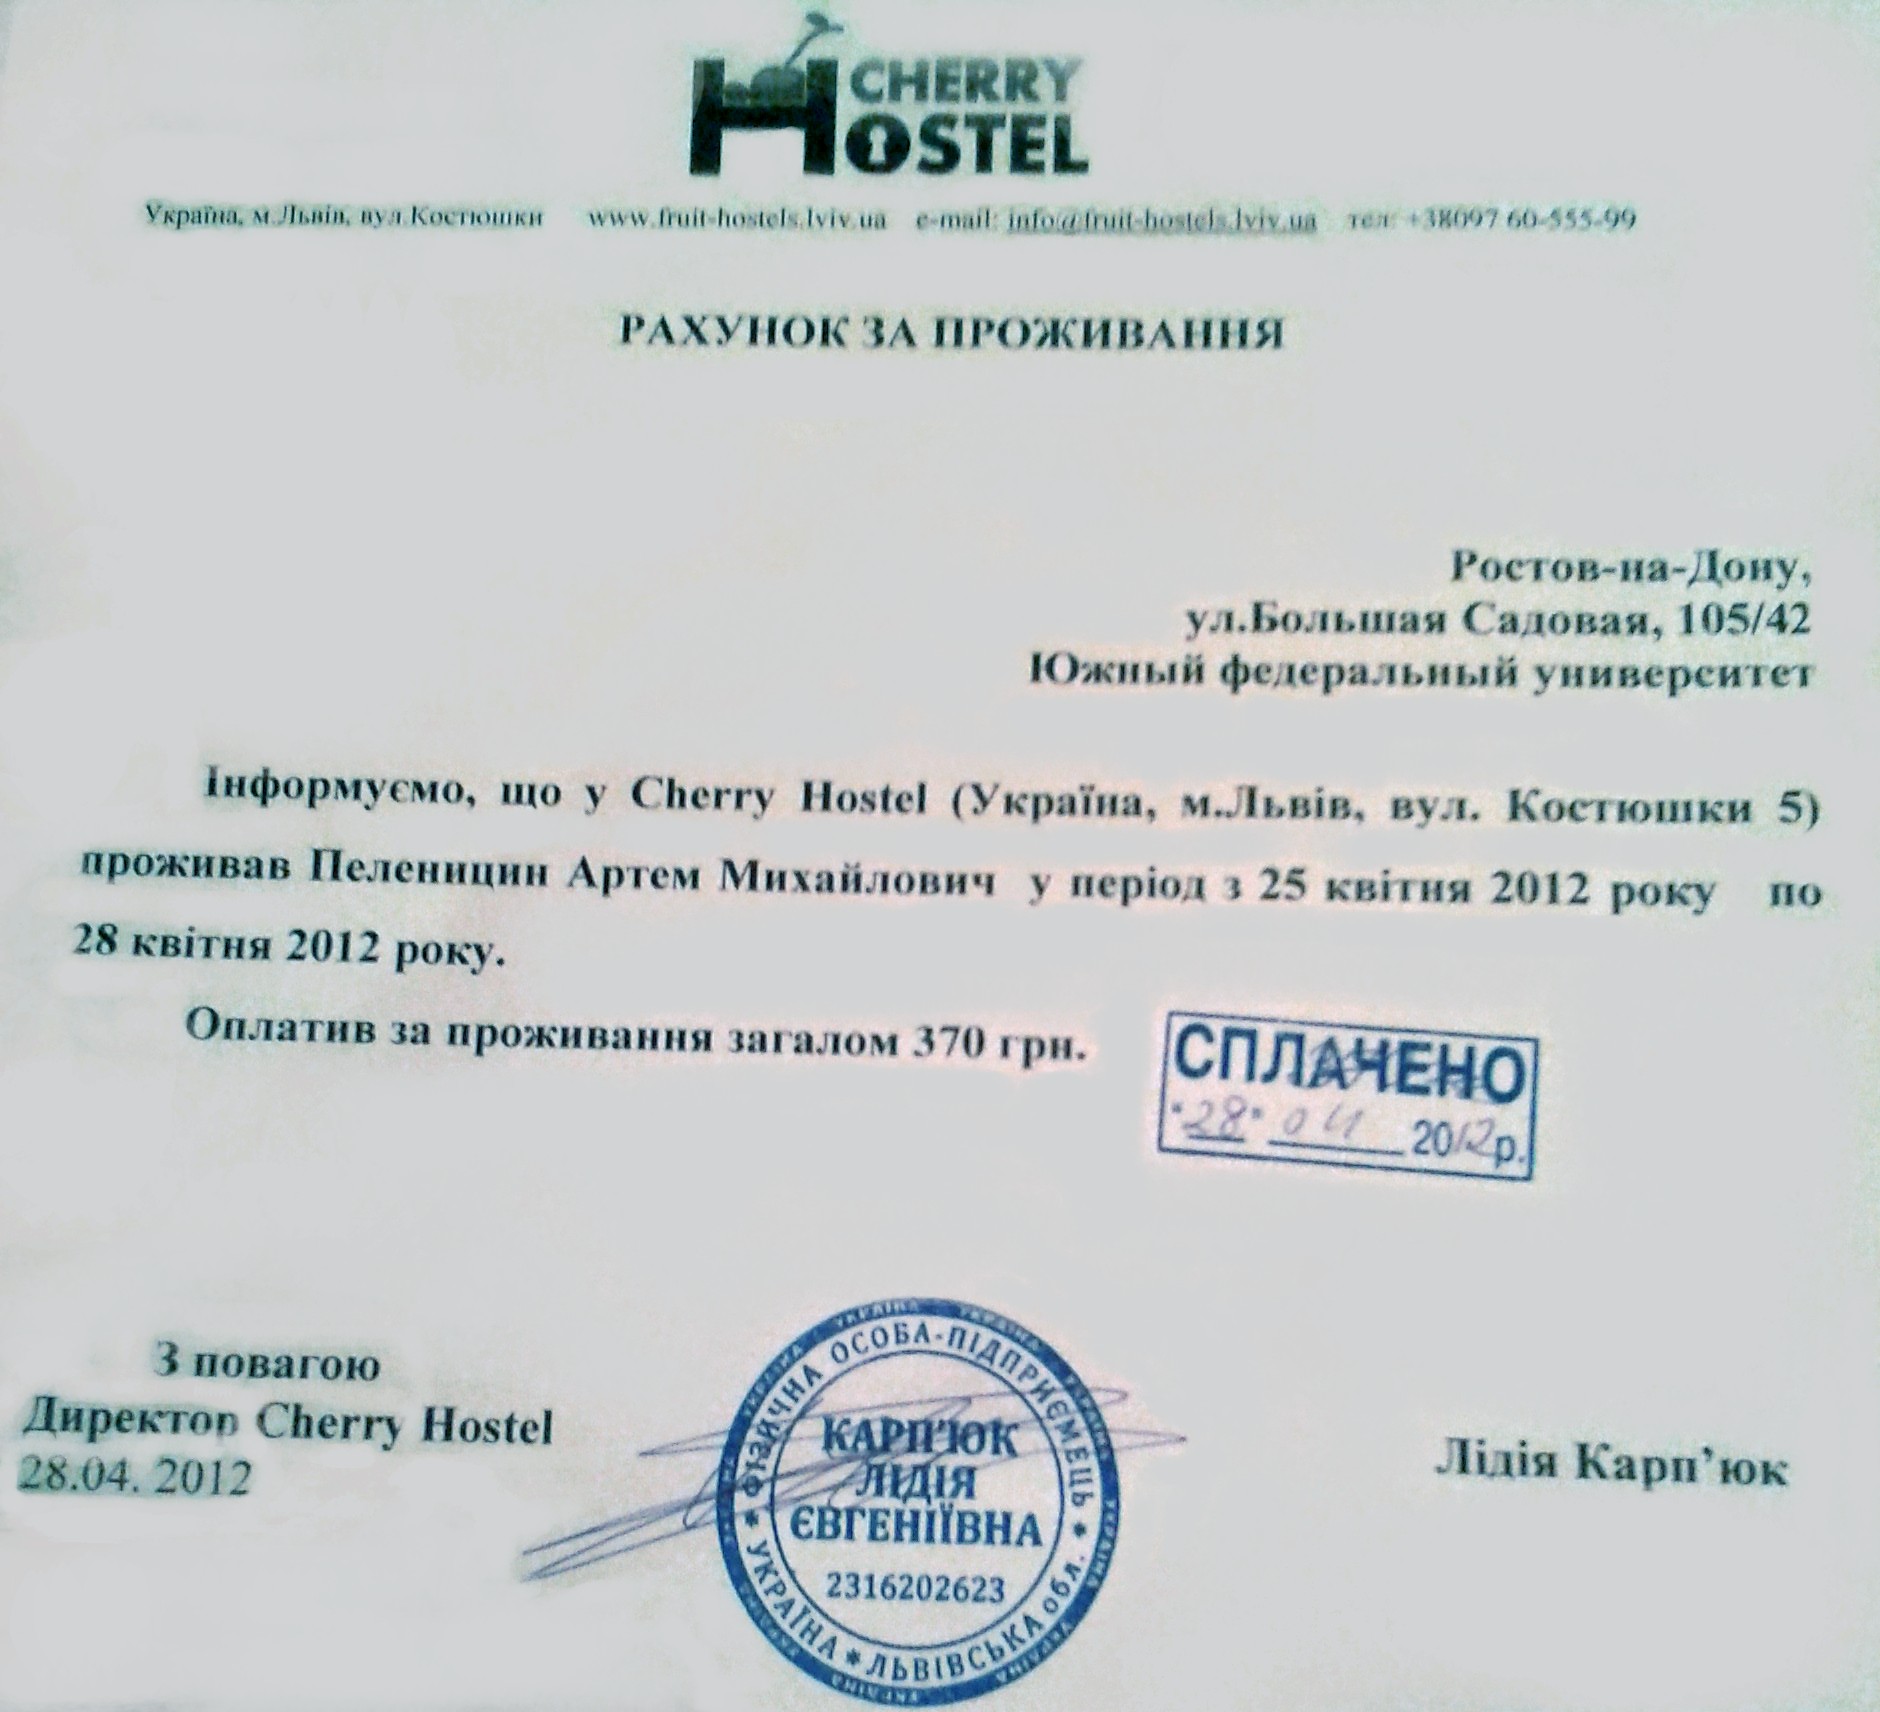 CHERRY
HOSTEL
Україна, м.Львів, вул.Костюшки www.fruit-hostels.lviv.ua e-mail: info@fruit-hostels.lviv.ua тел: +38097 60-555-99
РАХУНОК ЗА ПРОЖИВАННЯ
Ростов-на-Дону,
ул.Большая Садовая, 105/42
Южный федеральный университет
Інформуємо, що у Cherry Hostel (Україна, м.Львів, вул. Костюшки 5)
проживав Пеленицин Артем Михайлович у період з 25 квітня 2012 року по
28 квітня 2012 року.
Оплатив за проживання загалом 370 грн.
СПЛАЧЕНО
"28" 04 2012р.
З повагою
Директор Cherry Hostel
28.04. 2012
ФІЗИЧНА ОСОБА-ПІДПРИЄМЕЦЬ
КАРП'ЮК
ЛІДІЯ
ЄВГЕНІЇВНА
2316202623
* УКРАЇНА * ЛЬВІВСЬКА обл. *
Лідія Карп'юк